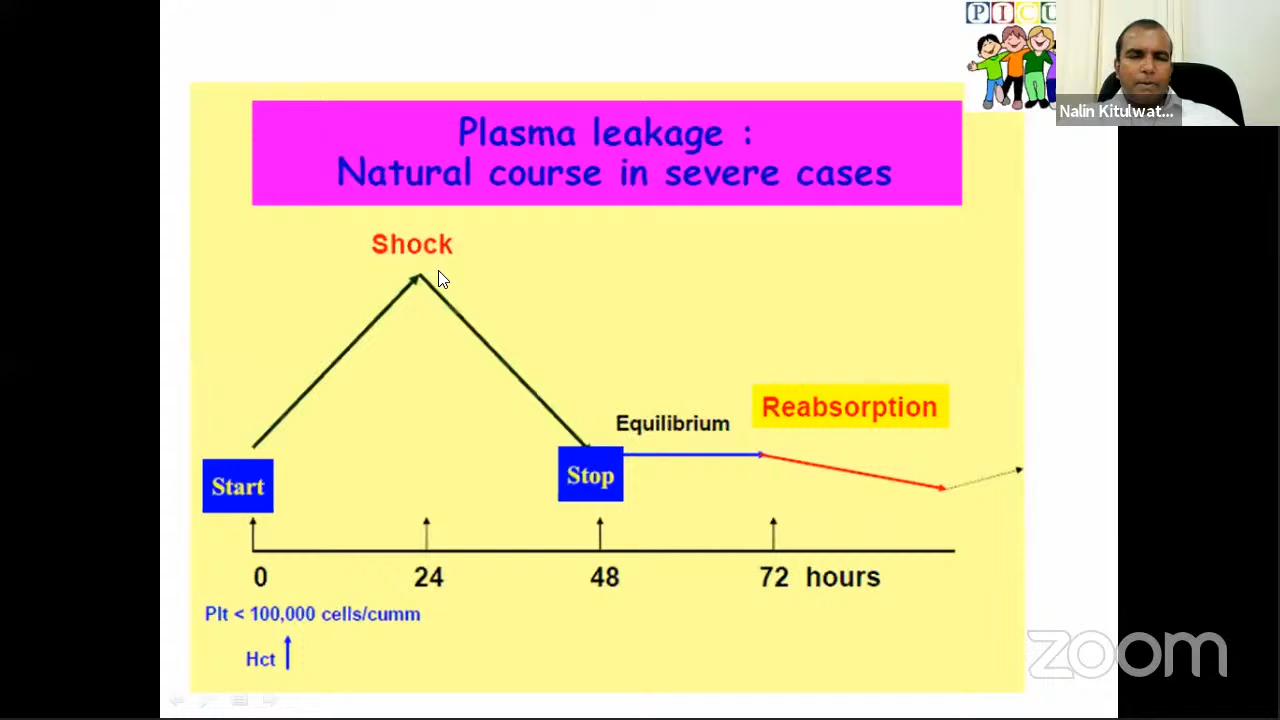 PICU
Nalin Kitulwat...
Plasma leakage :
Natural course in severe cases
Shock
Reabsorption
Equilibrium
Start
Stop
0 24 48 72 hours
Plt < 100,000 cells/cumm
Hct
zoom